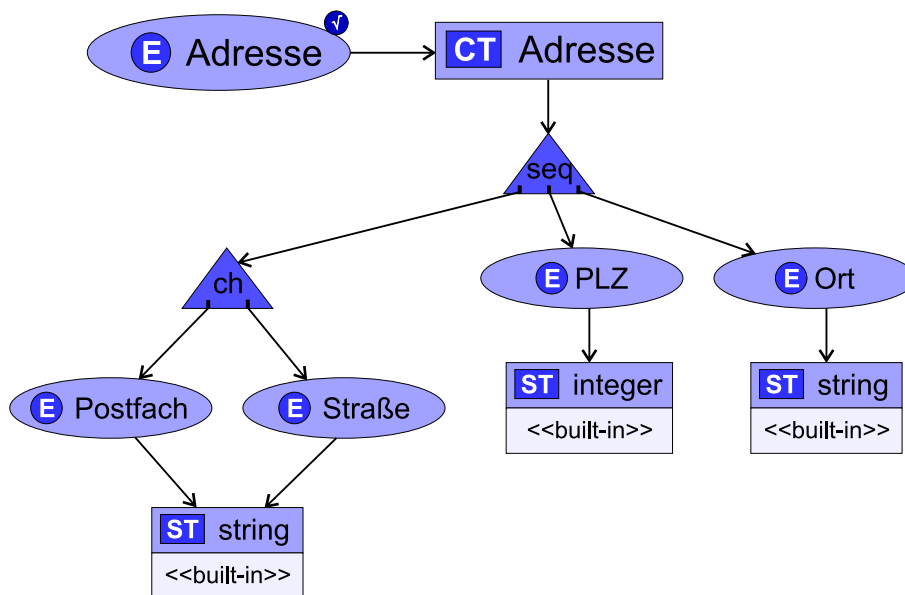 √
E Adresse
CT Adresse
seq
ch
E PLZ
E Ort
ST integer
<<built-in>>
ST string
<<built-in>>
E Postfach
E Straße
ST string
<<built-in>>